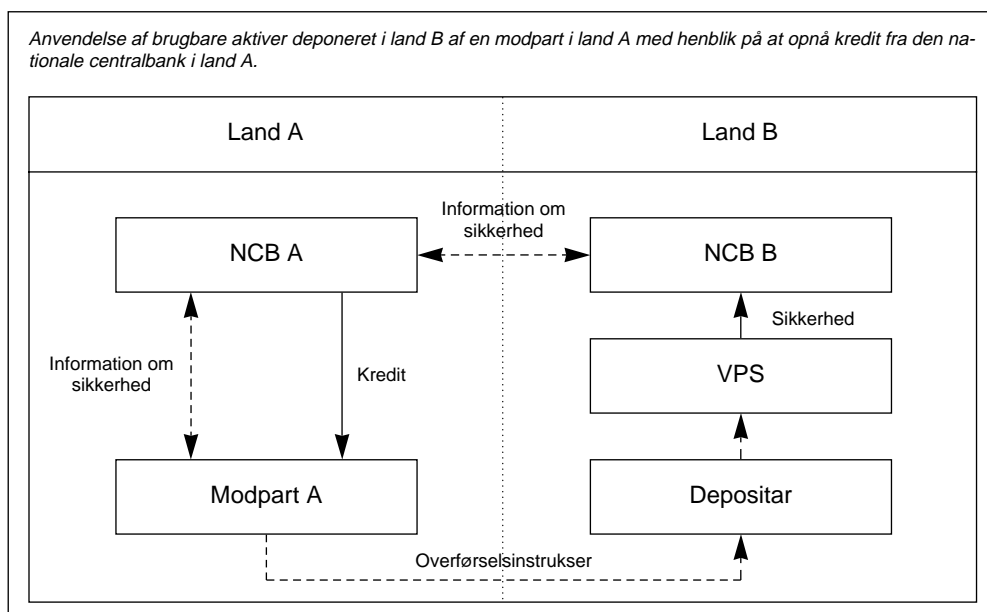 Anvendelse af brugbare aktiver deponeret i land B af en modpart i land A med henblik på at opnå kredit fra den na-
tionale centralbank i land A.
Land A
Land B
Information om
sikkerhed
NCB A
NCB B
Sikkerhed
Information om
sikkerhed
Kredit
VPS
Modpart A
Depositar
Overførselsinstrukser